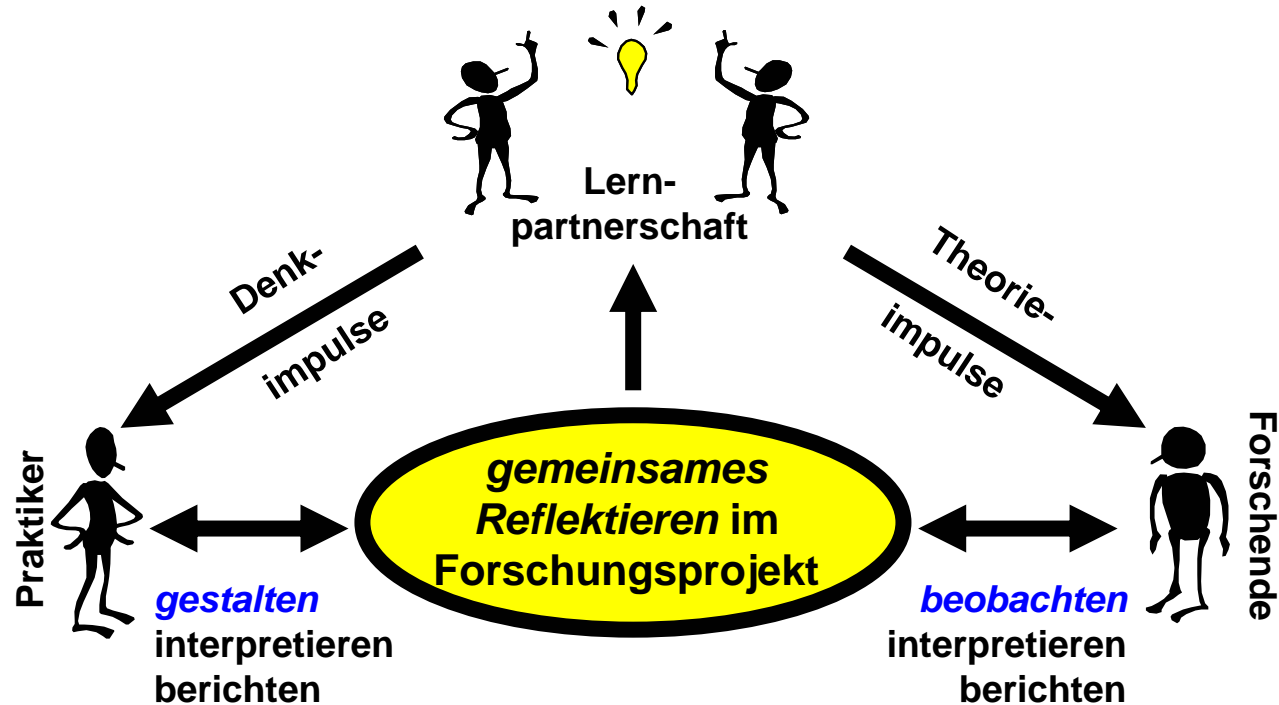 Lern-
partnerschaft
Denk-
impulse
Theorie-
impulse
Praktiker
gemeinsames
Reflektieren im
Forschungsprojekt
Forschende
gestalten
interpretieren
berichten
beobachten
interpretieren
berichten